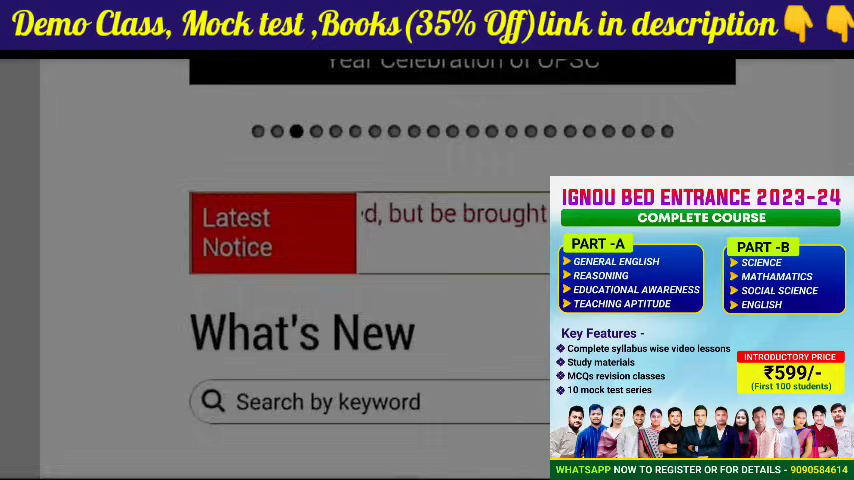 Demo Class, Mock test ,Books(35% Off)link in description
Year Celebration of OPSC
Latest
Notice
d, but be brought
What's New
Search by keyword
IGNOU BED ENTRANCE 2023-24
COMPLETE COURSE
PART -A
GENERAL ENGLISH
REASONING
EDUCATIONAL AWARENESS
TEACHING APTITUDE
PART -B
SCIENCE
MATHAMATICS
SOCIAL SCIENCE
ENGLISH
Key Features -
Complete syllabus wise video lessons
Study materials
MCQs revision classes
10 mock test series
INTRODUCTORY PRICE
₹599/-
(First 100 students)
WHATSAPP NOW TO REGISTER OR FOR DETAILS - 9090584614